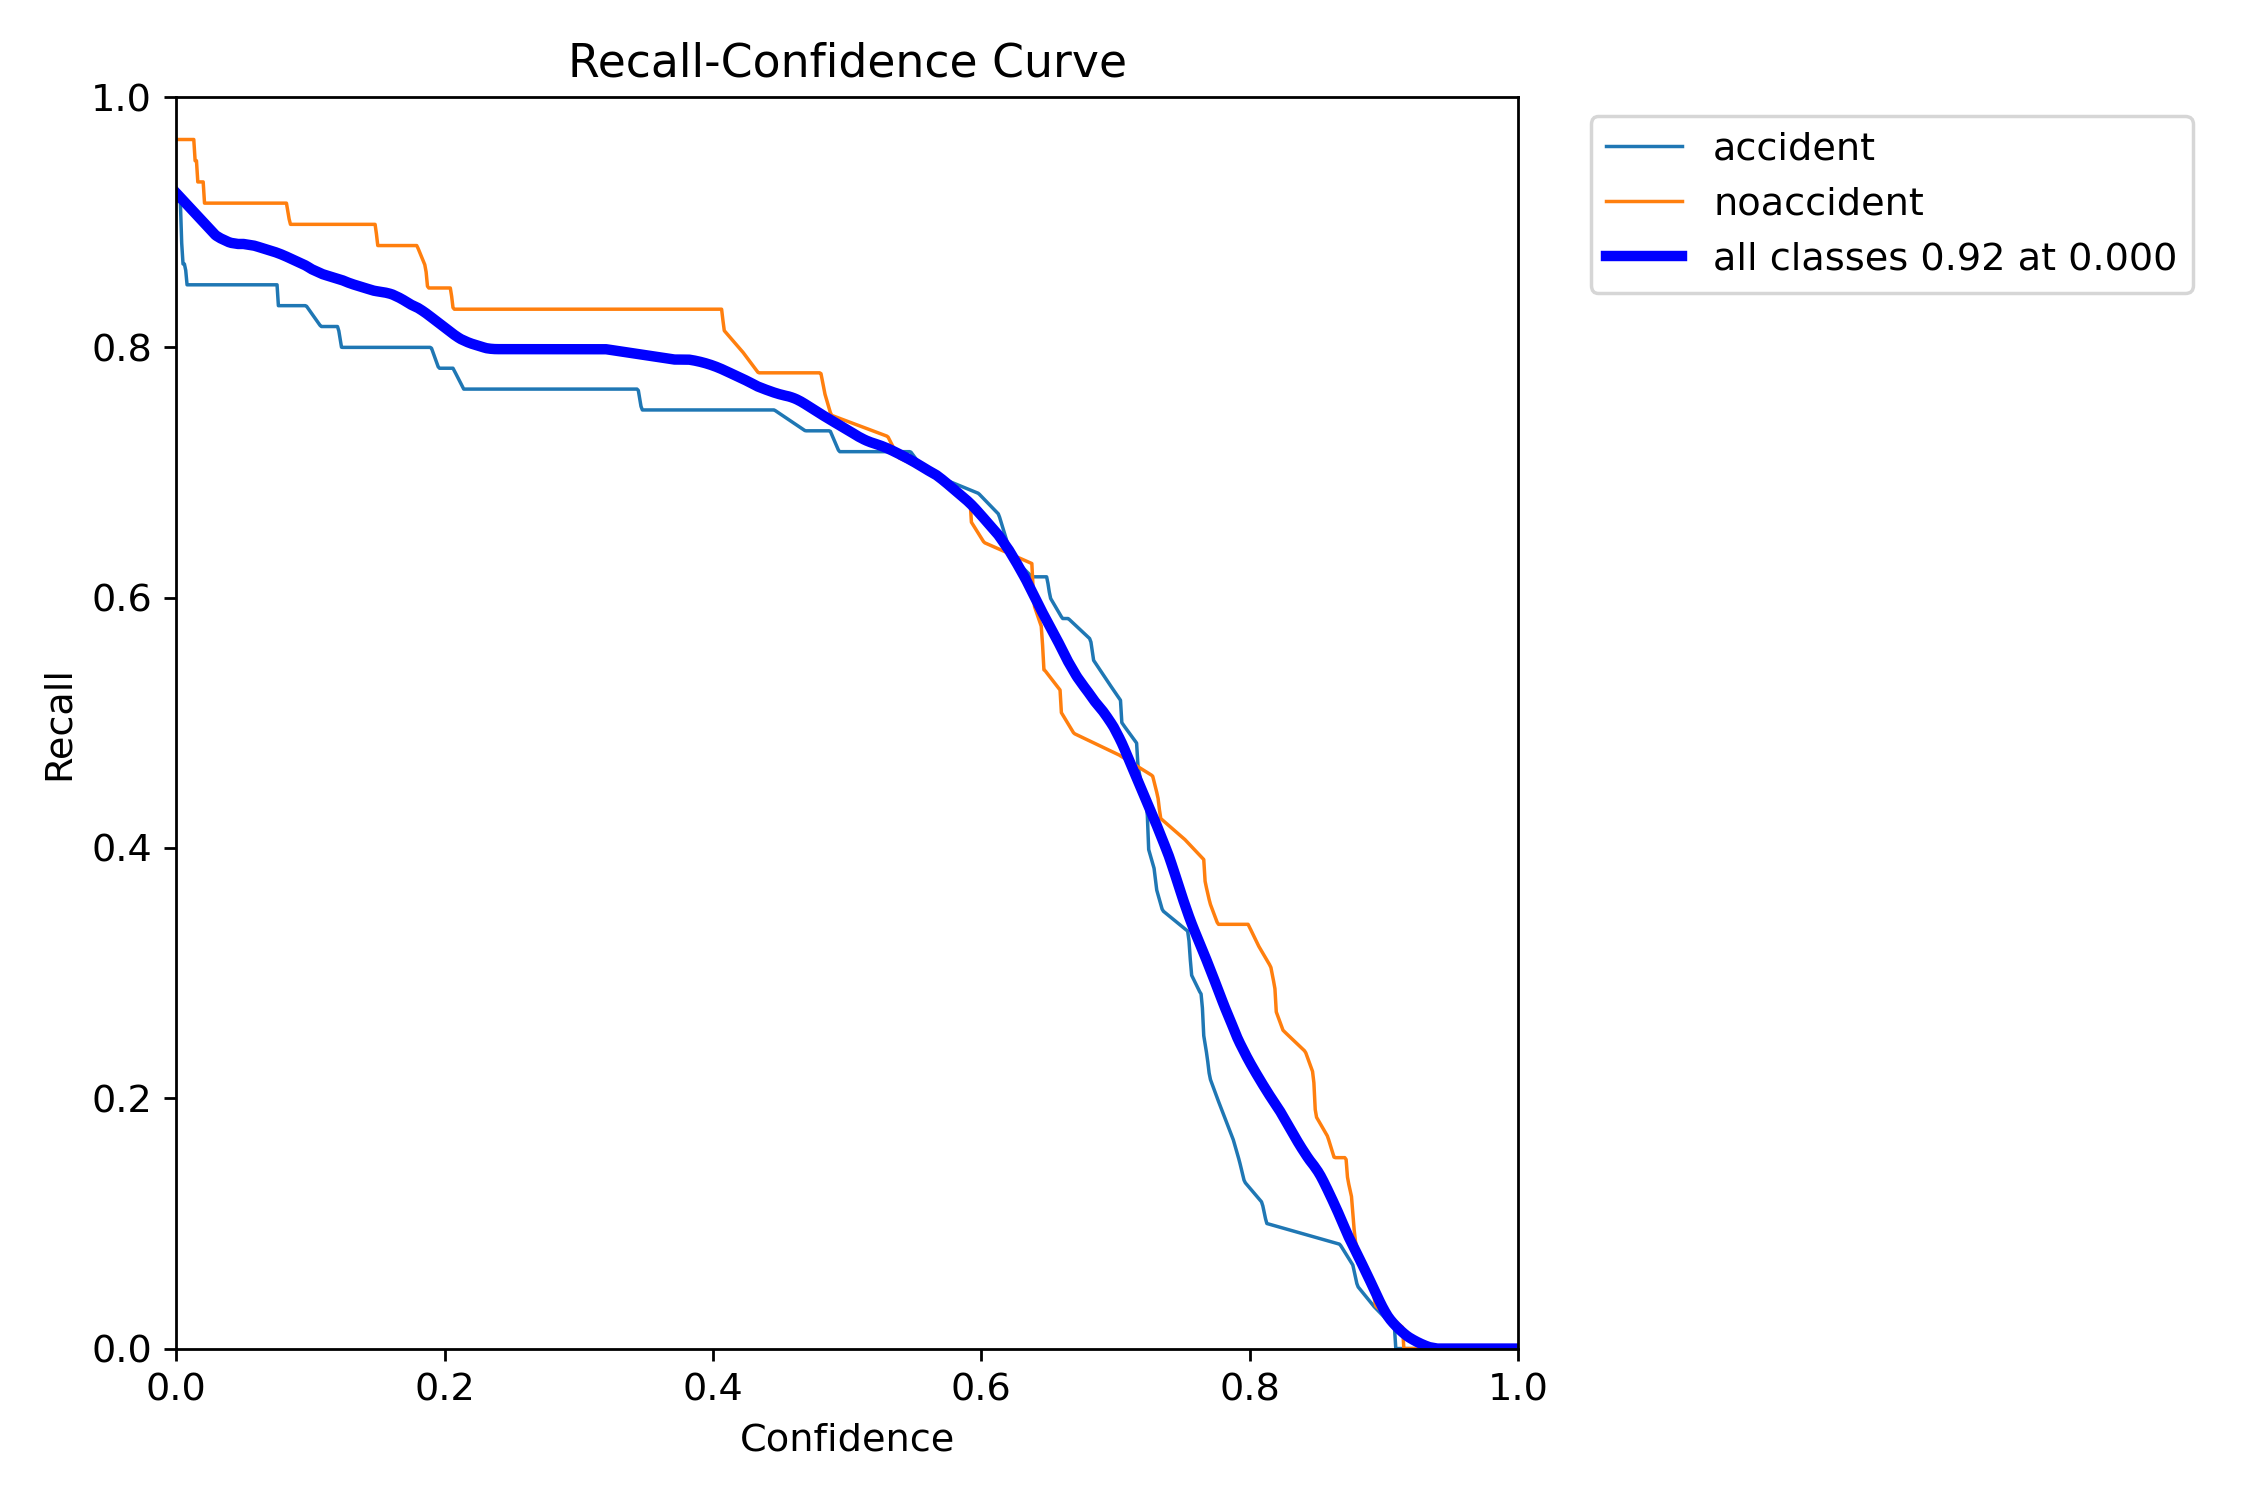 Recall-Confidence Curve
1.0
0.8
0.6
0.4
0.2
0.0
Recall
0.0 0.2 0.4 0.6 0.8 1.0
Confidence
accident
noaccident
all classes 0.92 at 0.000